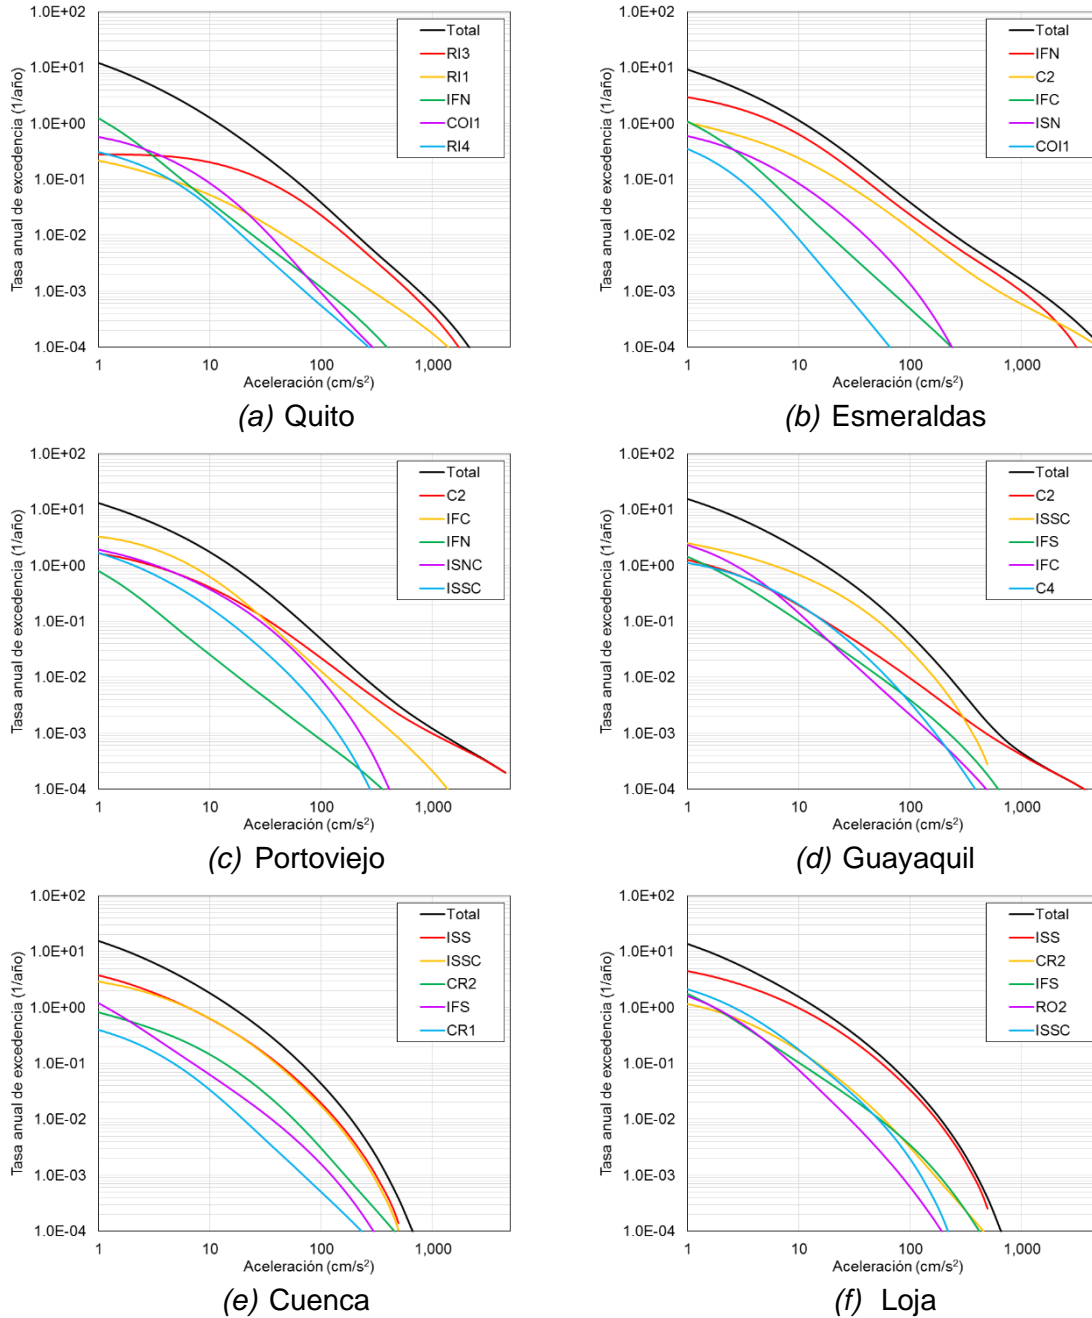 1.0E+02
1.0E+01
1.0E+00
1.0E-01
1.0E-02
1.0E-03
1.0E-04
Tasa anual de excedencia (1/año)
Total
RI3
RI1
IFN
COI1
RI4
1 10 100 1,000
Aceleración (cm/s²)
(a) Quito
1.0E+02
1.0E+01
1.0E+00
1.0E-01
1.0E-02
1.0E-03
1.0E-04
Tasa anual de excedencia (1/año)
Total
IFN
C2
IFC
ISN
COI1
1 10 100 1,000
Aceleración (cm/s²)
(b) Esmeraldas
1.0E+02
1.0E+01
1.0E+00
1.0E-01
1.0E-02
1.0E-03
1.0E-04
Tasa anual de excedencia (1/año)
Total
C2
IFC
IFN
ISNC
ISSC
1 10 100 1,000
Aceleración (cm/s²)
(c) Portoviejo
1.0E+02
1.0E+01
1.0E+00
1.0E-01
1.0E-02
1.0E-03
1.0E-04
Tasa anual de excedencia (1/año)
Total
C2
ISSC
IFS
IFC
C4
1 10 100 1,000
Aceleración (cm/s²)
(d) Guayaquil
1.0E+02
1.0E+01
1.0E+00
1.0E-01
1.0E-02
1.0E-03
1.0E-04
Tasa anual de excedencia (1/año)
Total
ISS
ISSC
CR2
IFS
CR1
1 10 100 1,000
Aceleración (cm/s²)
(e) Cuenca
1.0E+02
1.0E+01
1.0E+00
1.0E-01
1.0E-02
1.0E-03
1.0E-04
Tasa anual de excedencia (1/año)
Total
ISS
CR2
IFS
RO2
ISSC
1 10 100 1,000
Aceleración (cm/s²)
(f) Loja